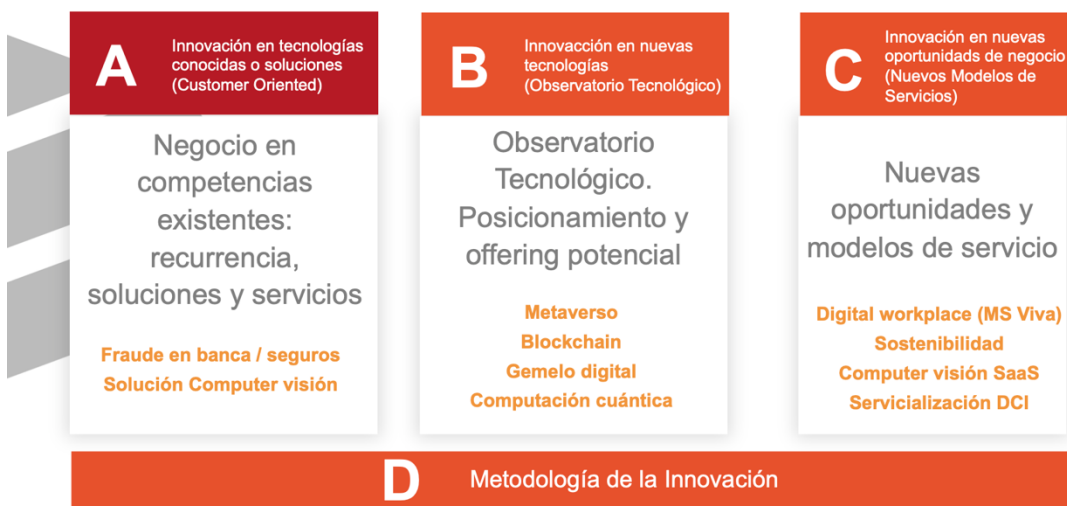 A
Innovación en tecnologías
conocidas o soluciones
(Customer Oriented)
Negocio en
competencias
existentes:
recurrencia,
soluciones y servicios
Fraude en banca / seguros
Solución Computer visión
B
Innovacción en nuevas
tecnologías
(Observatorio Tecnológico)
Observatorio
Tecnológico.
Posicionamiento y
offering potencial
Metaverso
Blockchain
Gemelo digital
Computación cuántica
C
Innovación en nuevas
oportunidads de negocio
(Nuevos Modelos de
Servicios)
Nuevas
oportunidades y
modelos de servicio
Digital workplace (MS Viva)
Sostenibilidad
Computer visión SaaS
Servicialización DCI
D
Metodología de la Innovación